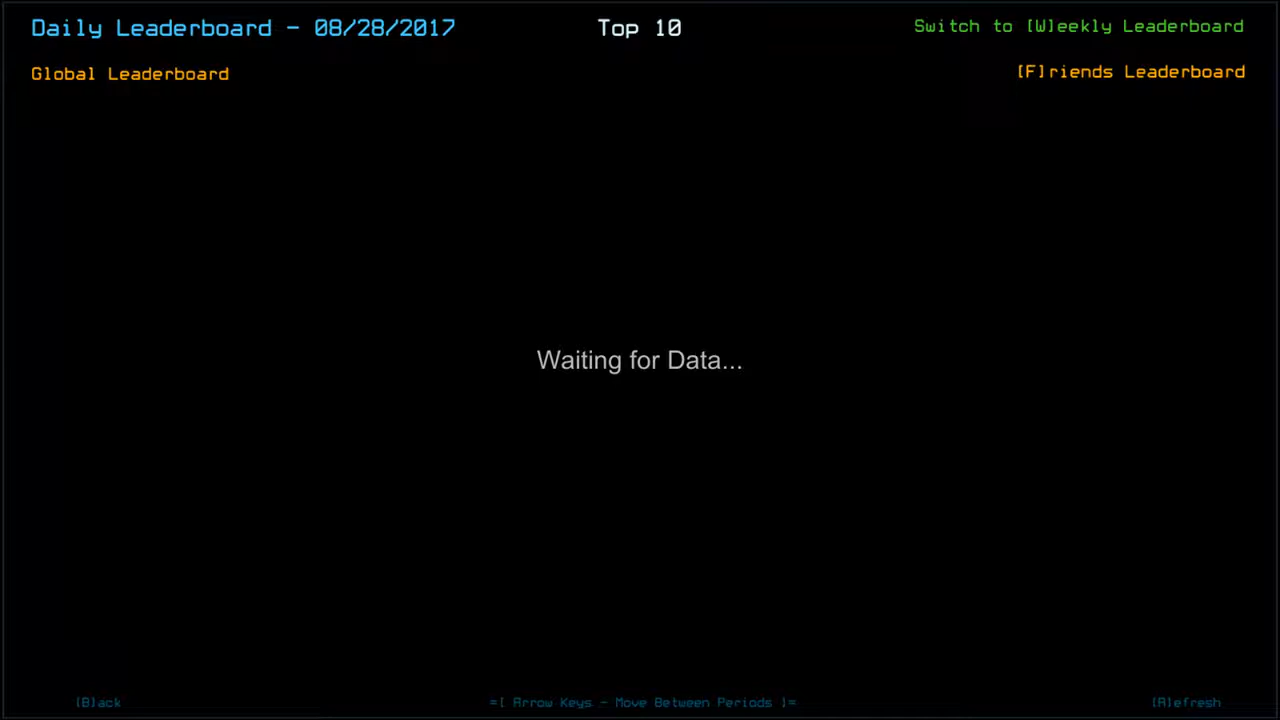 Daily Leaderboard - 08/28/2017 Top 10 Switch to [W]eekly Leaderboard
Global Leaderboard [F]riends Leaderboard
Waiting for Data...
[B]ack =[ Arrow Keys - Move Between Periods ]= [R]efresh